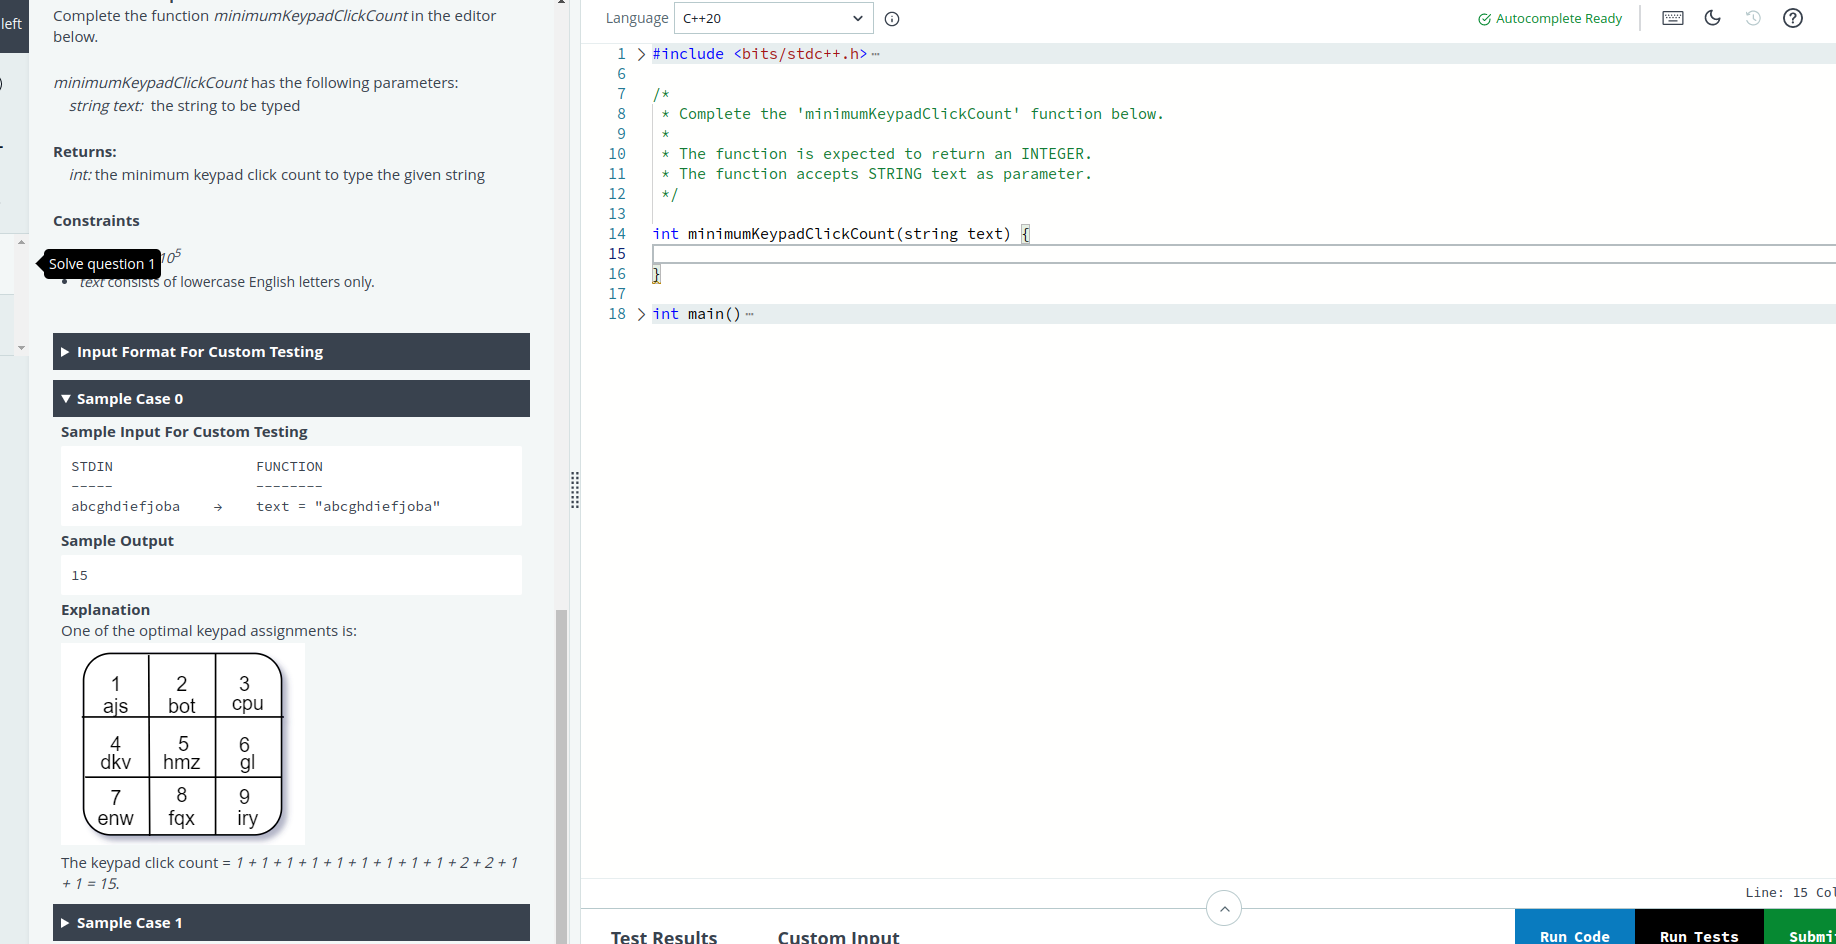 left
Complete the function minimumKeypadClickCount in the editor
below.
minimumKeypadClickCount has the following parameters:
string text: the string to be typed
Returns:
int: the minimum keypad click count to type the given string
Constraints
10^5
Solve question 1
text consists of lowercase English letters only.
Input Format For Custom Testing
Sample Case 0
Sample Input For Custom Testing
STDIN FUNCTION
----- --------
abcghdiefjoba → text = "abcghdiefjoba"
Sample Output
15
Explanation
One of the optimal keypad assignments is:
1 2 3
ajs bot cpu
4 5 6
dkv hmz gl
7 8 9
enw fqx iry
The keypad click count = 1 + 1 + 1 + 1 + 1 + 1 + 1 + 1 + 1 + 2 + 2 + 1
+ 1 = 15.
Sample Case 1
Language C++20 Autocomplete Ready
1 #include <bits/stdc++.h>
6
7 /*
8 * Complete the 'minimumKeypadClickCount' function below.
9 *
10 * The function is expected to return an INTEGER.
11 * The function accepts STRING text as parameter.
12 */
13
14 int minimumKeypadClickCount(string text) {
15
16 }
17
18 int main()
Line: 15 Col
Test Results Custom Input Run Code Run Tests Submi